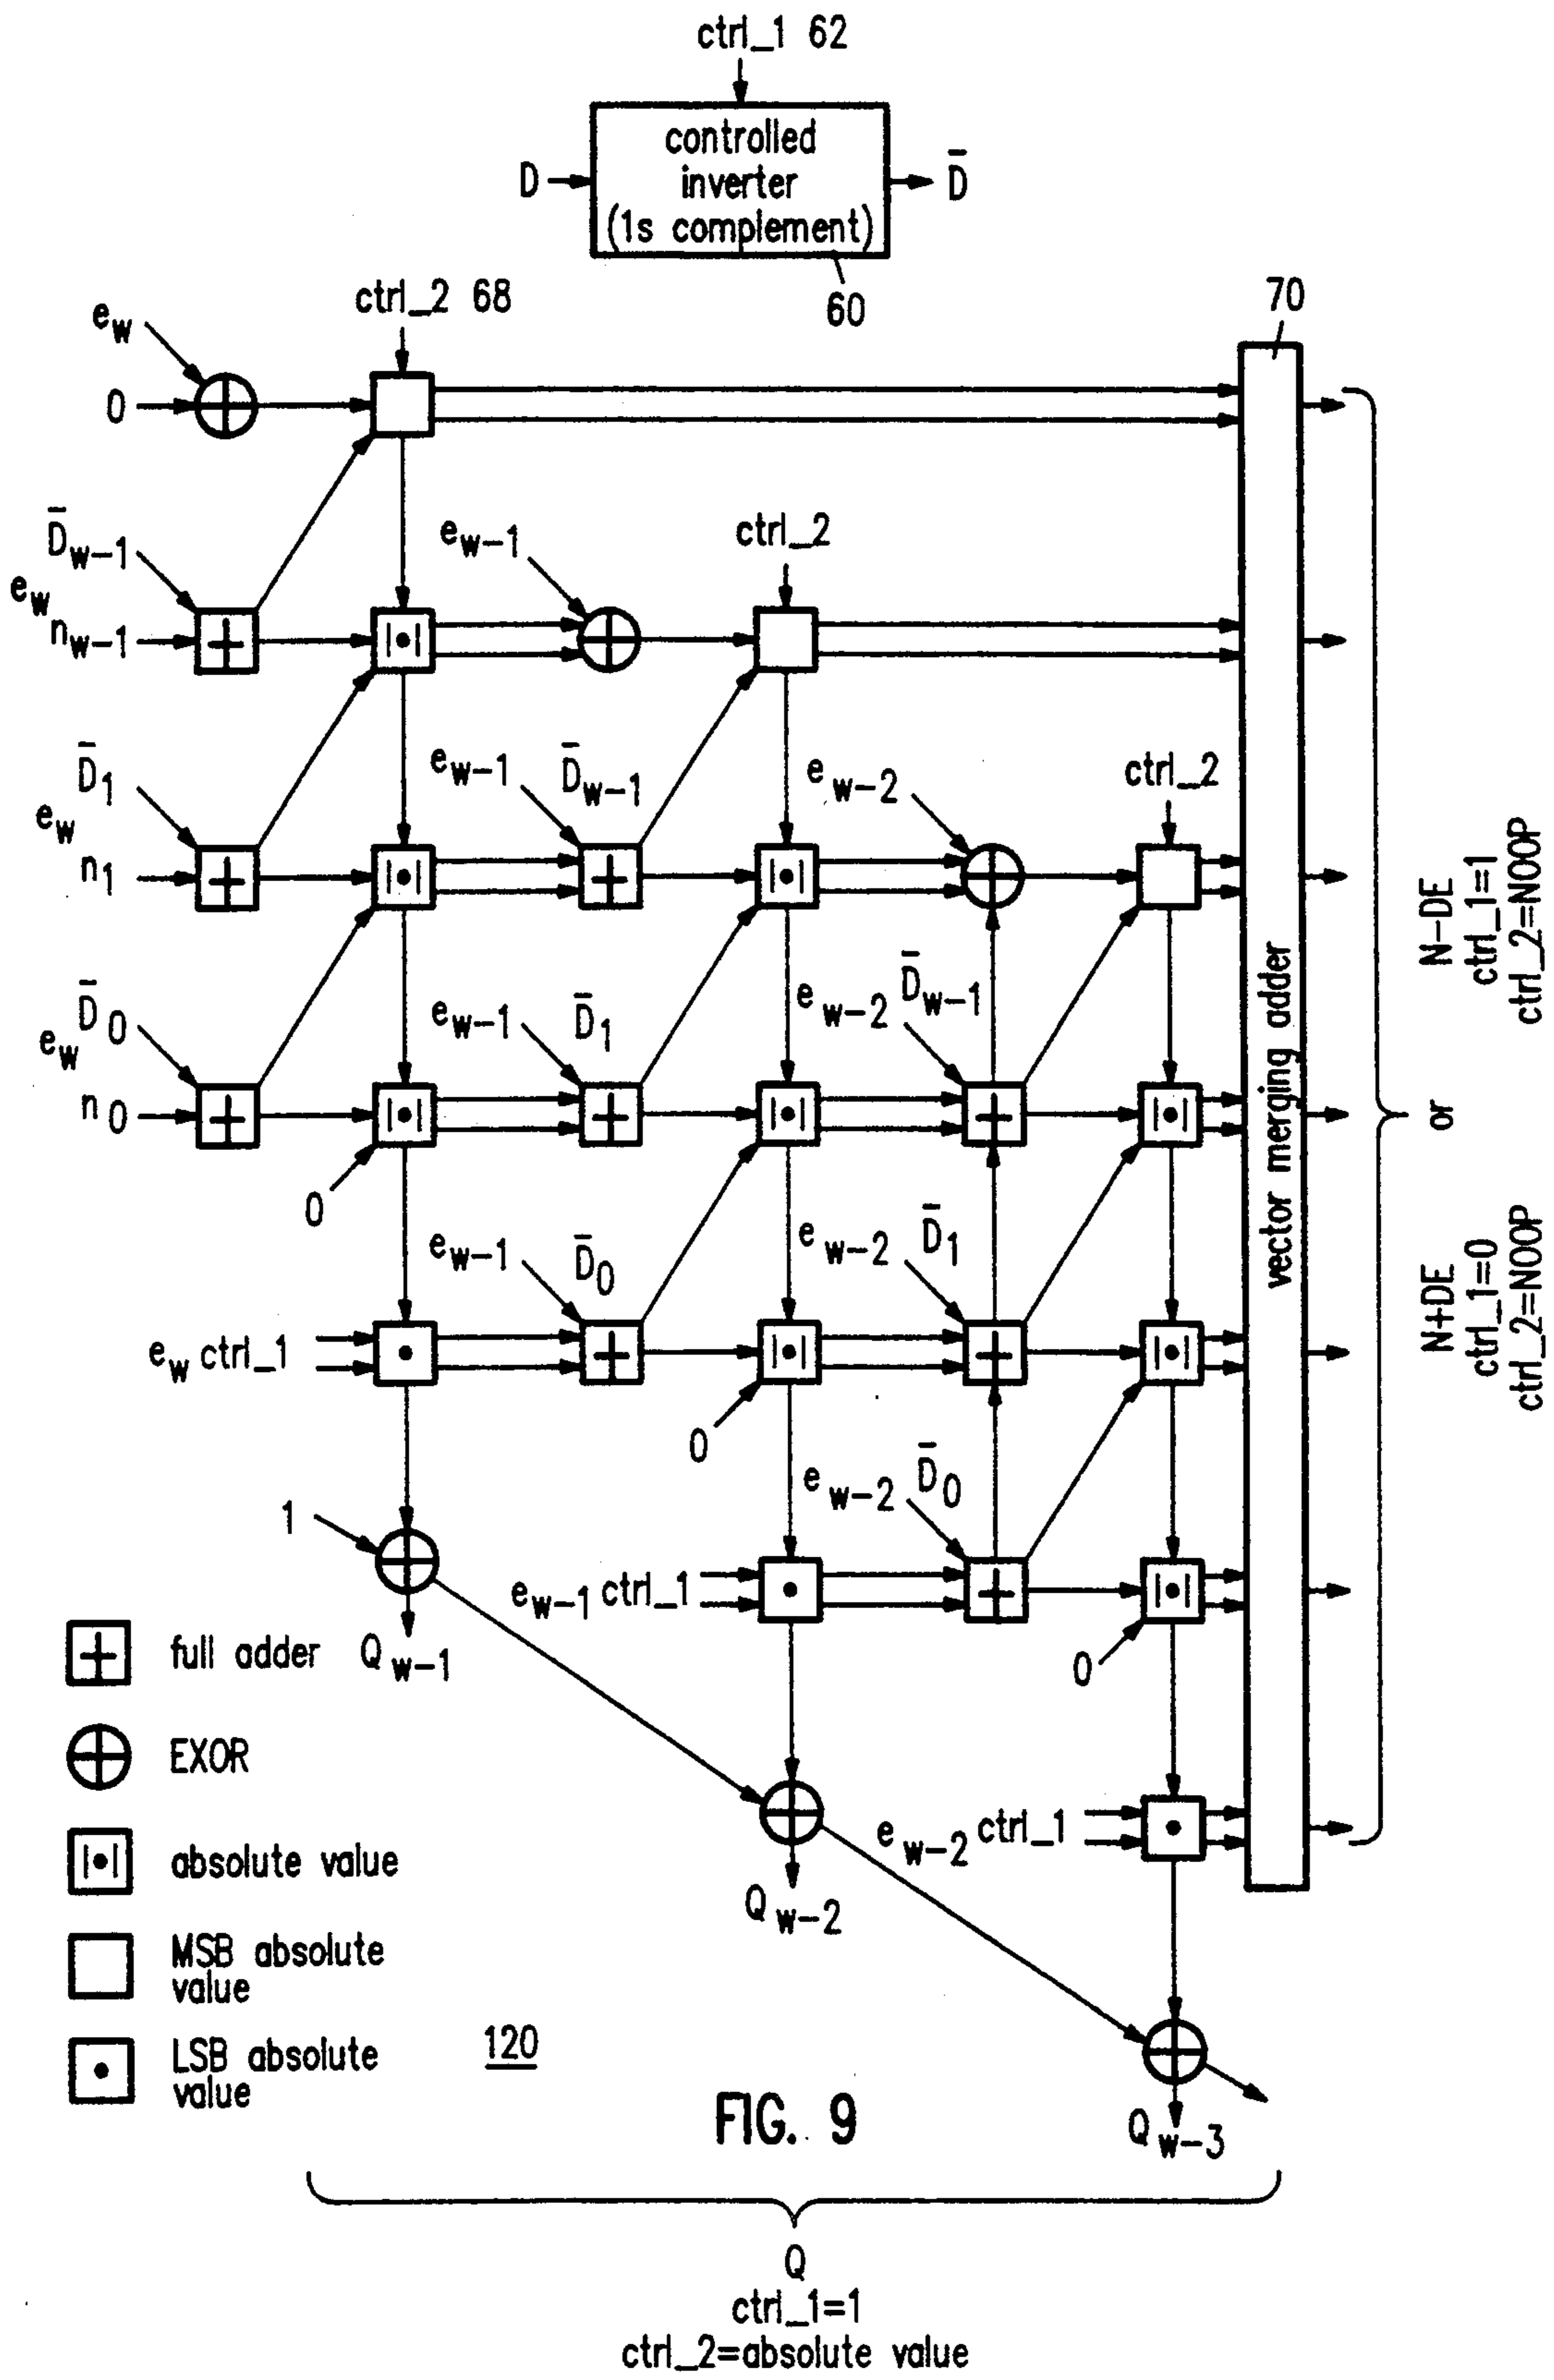 ctrl_1 62
controlled
inverter
(1s complement)
D
D̅
60
ctrl_2 68
70
e_w
0
D̅_w-1
e_w
n_w-1
e_w-1
ctrl_2
D̅_1
e_w
n_1
e_w-1 D̅_w-1
e_w-2
ctrl_2
D̅_0
e_w
n_0
e_w-1 D̅_1
e_w-2 D̅_w-1
0
e_w-1 D̅_0
e_w-2 D̅_1
e_w ctrl_1
0
e_w-2 D̅_0
1
e_w-1 ctrl_1
0
Q_w-1
e_w-2 ctrl_1
Q_w-2
Q_w-3
vector merging adder
N-DE
ctrl_1=1
ctrl_2=NOOP
or
N+DE
ctrl_1=0
ctrl_2=NOOP
full adder
EXOR
absolute value
MSB absolute
value
LSB absolute
value
120
FIG. 9
Q
ctrl_1=1
ctrl_2=absolute value